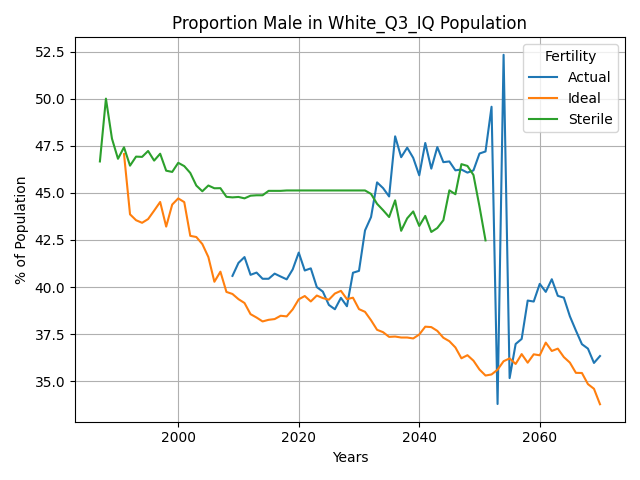 Proportion Male in White_Q3_IQ Population
Fertility
Actual
Ideal
Sterile
% of Population
52.5
50.0
47.5
45.0
42.5
40.0
37.5
35.0
2000
2020
2040
2060
Years